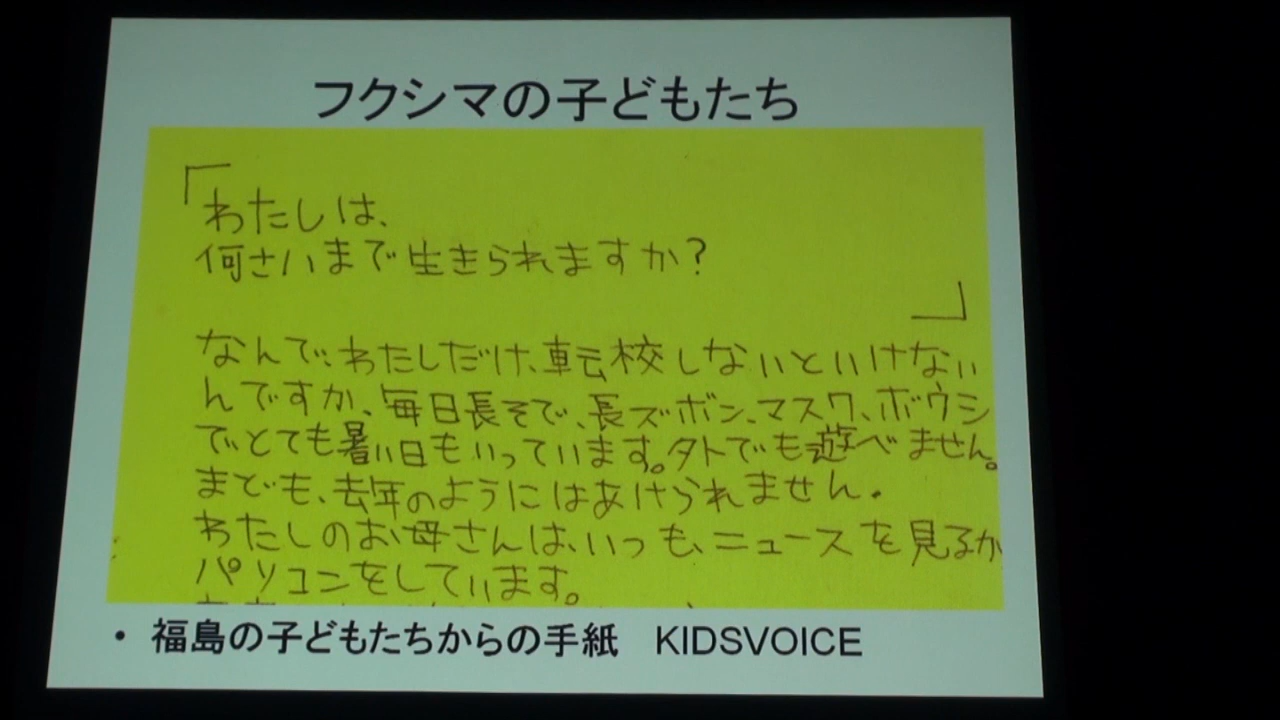 フクシマの子どもたち
「わたしは、
何さいまで生きられますか?
」
なんで、わたしだけ、転校しないといけない
んですか、毎日長そで、長ズボン、マスク、ボウシ
でとても暑い日もいっています。外でも遊べません。
まども、去年のようにはあけられません。
わたしのお母さんは、いつも、ニュースを見るか
パソコンをしています。
• 福島の子どもたちからの手紙 KIDSVOICE